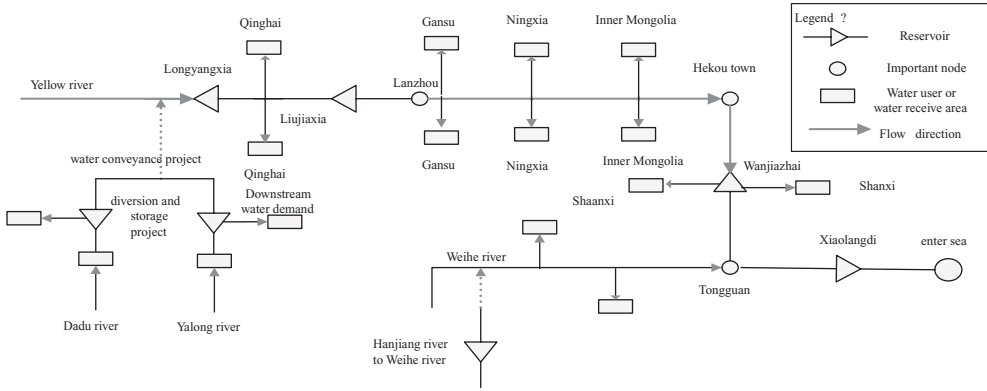 Qinghai
Gansu
Ningxia
Inner Mongolia
Legend ?
Reservoir
Important node
Water user or
water receive area
Flow direction
Yellow river
Longyangxia
Liujiaxia
Lanzhou
Hekou town
Qinghai
Gansu
Ningxia
Inner Mongolia
Wanjiazhai
Shaanxi
Shanxi
water conveyance project
diversion and
storage
project
Downstream
water demand
Dadu river
Yalong river
Weihe river
Hanjiang river
to Weihe river
Tongguan
Xiaolangdi
enter sea